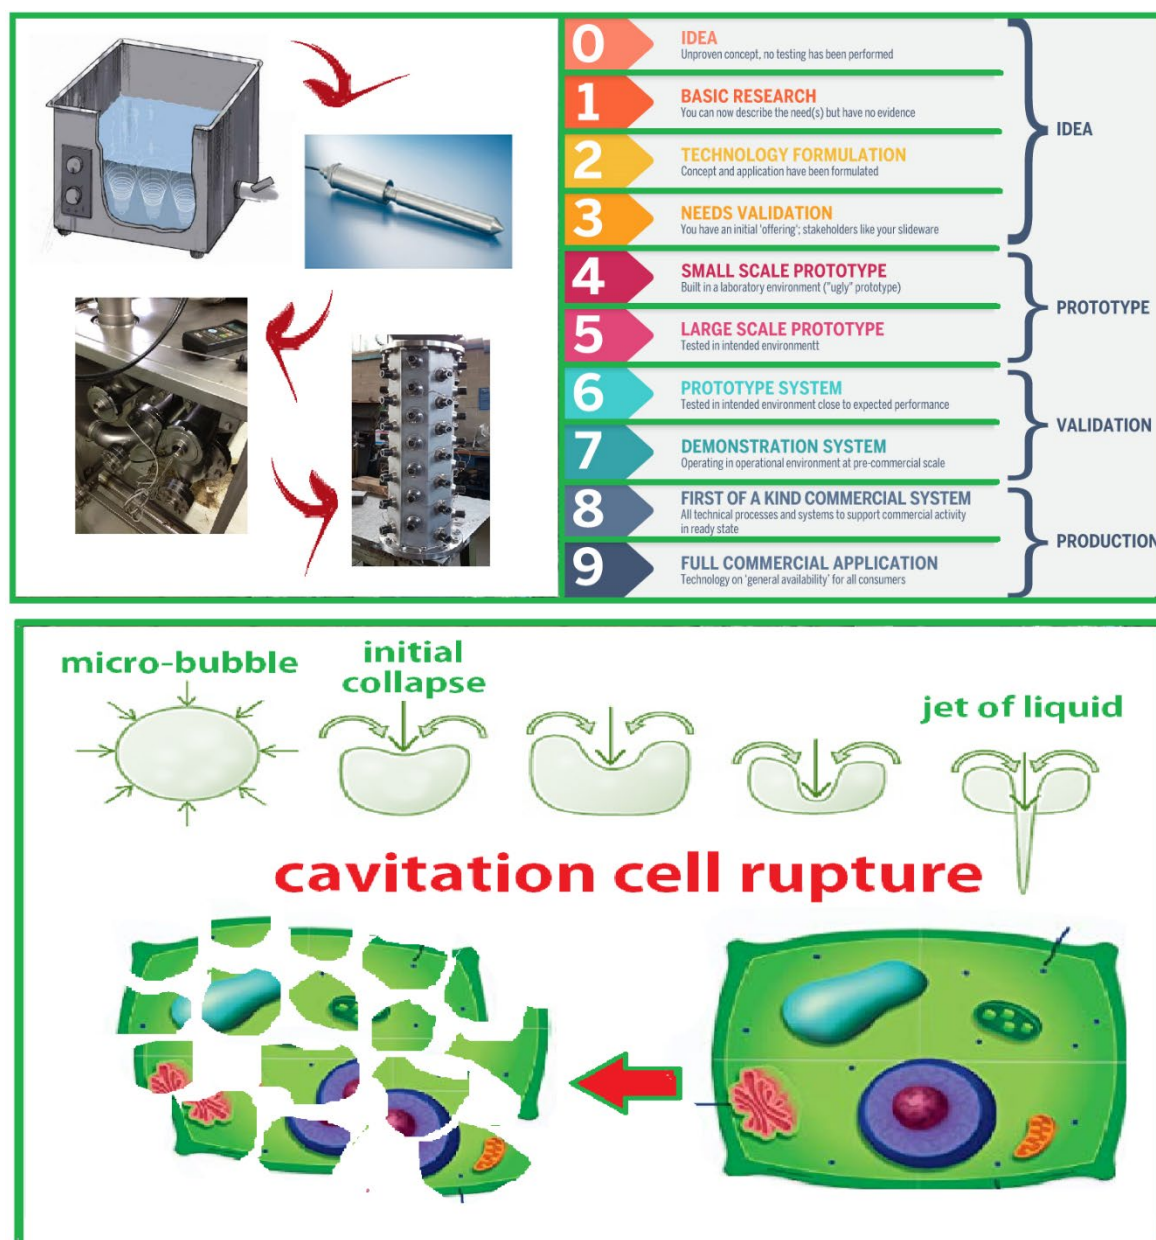 0
IDEA
Unproven concept, no testing has been performed
1
BASIC RESEARCH
You can now describe the need(s) but have no evidence
2
TECHNOLOGY FORMULATION
Concept and application have been formulated
3
NEEDS VALIDATION
You have an initial 'offering'; stakeholders like your slideware
IDEA
4
SMALL SCALE PROTOTYPE
Built in a laboratory environment ("ugly" prototype)
5
LARGE SCALE PROTOTYPE
Tested in intended environmentt
PROTOTYPE
6
PROTOTYPE SYSTEM
Tested in intended environment close to expected performance
7
DEMONSTRATION SYSTEM
Operating in operational environment at pre-commercial scale
VALIDATION
8
FIRST OF A KIND COMMERCIAL SYSTEM
All technical processes and systems to support commercial activity
in ready state
9
FULL COMMERCIAL APPLICATION
Technology on 'general availability' for all consumers
PRODUCTION
micro-bubble
initial
collapse
jet of liquid
cavitation cell rupture